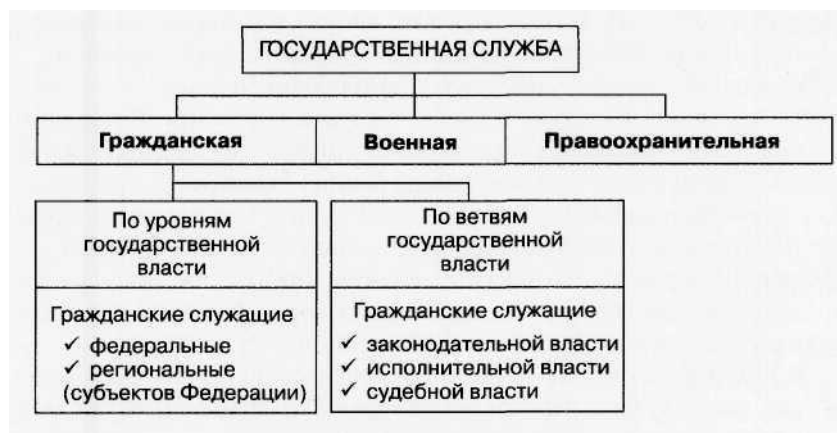 ГОСУДАРСТВЕННАЯ СЛУЖБА
Гражданская
Военная
Правоохранительная
По уровням
государственной
власти
Гражданские служащие
✓ федеральные
✓ региональные
(субъектов Федерации)
По ветвям
государственной
власти
Гражданские служащие
✓ законодательной власти
✓ исполнительной власти
✓ судебной власти